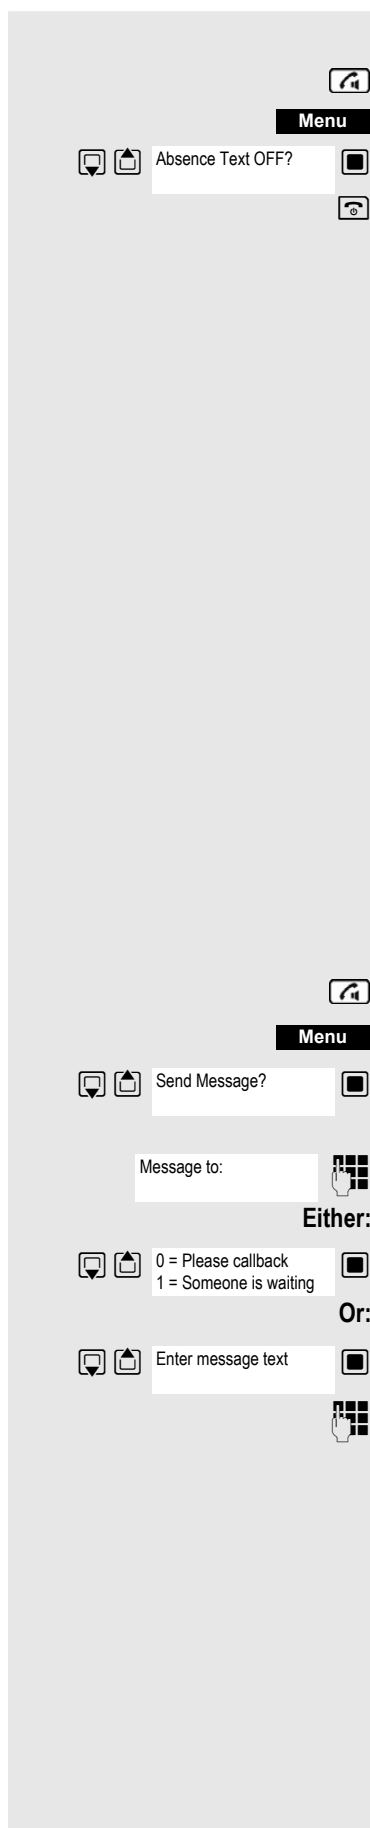 Menu
Absence Text OFF?
Menu
Send Message?
Message to:
Either:
0 = Please callback
1 = Someone is waiting
Or:
Enter message text